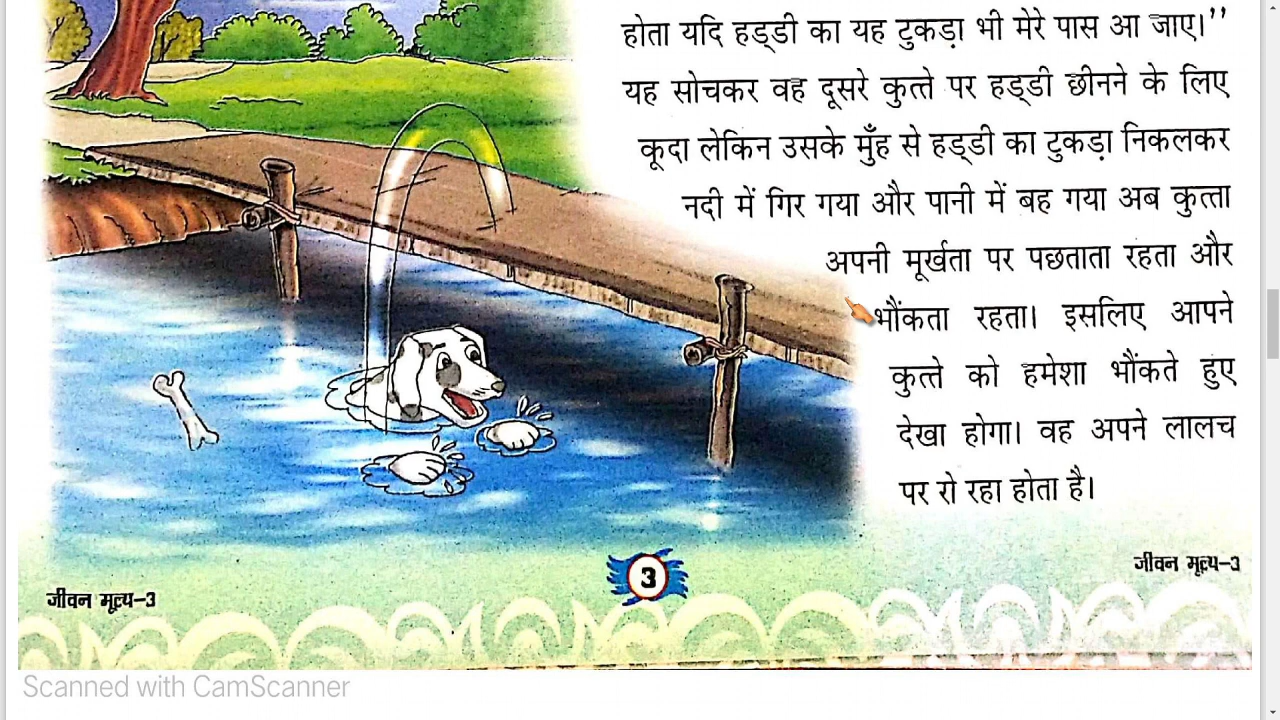 होता यदि हड्डी का यह टुकड़ा भी मेरे पास आ जाए।”
यह सोचकर वह दूसरे कुत्ते पर हड्डी छीनने के लिए
कूदा लेकिन उसके मुँह से हड्डी का टुकड़ा निकलकर
नदी में गिर गया और पानी में बह गया अब कुत्ता
अपनी मूर्खता पर पछताता रहता और
भौंकता रहता। इसलिए आपने
कुत्ते को हमेशा भौंकते हुए
देखा होगा। वह अपने लालच
पर रो रहा होता है।
जीवन मूल्य-3
3
जीवन मूल्य-3
Scanned with CamScanner